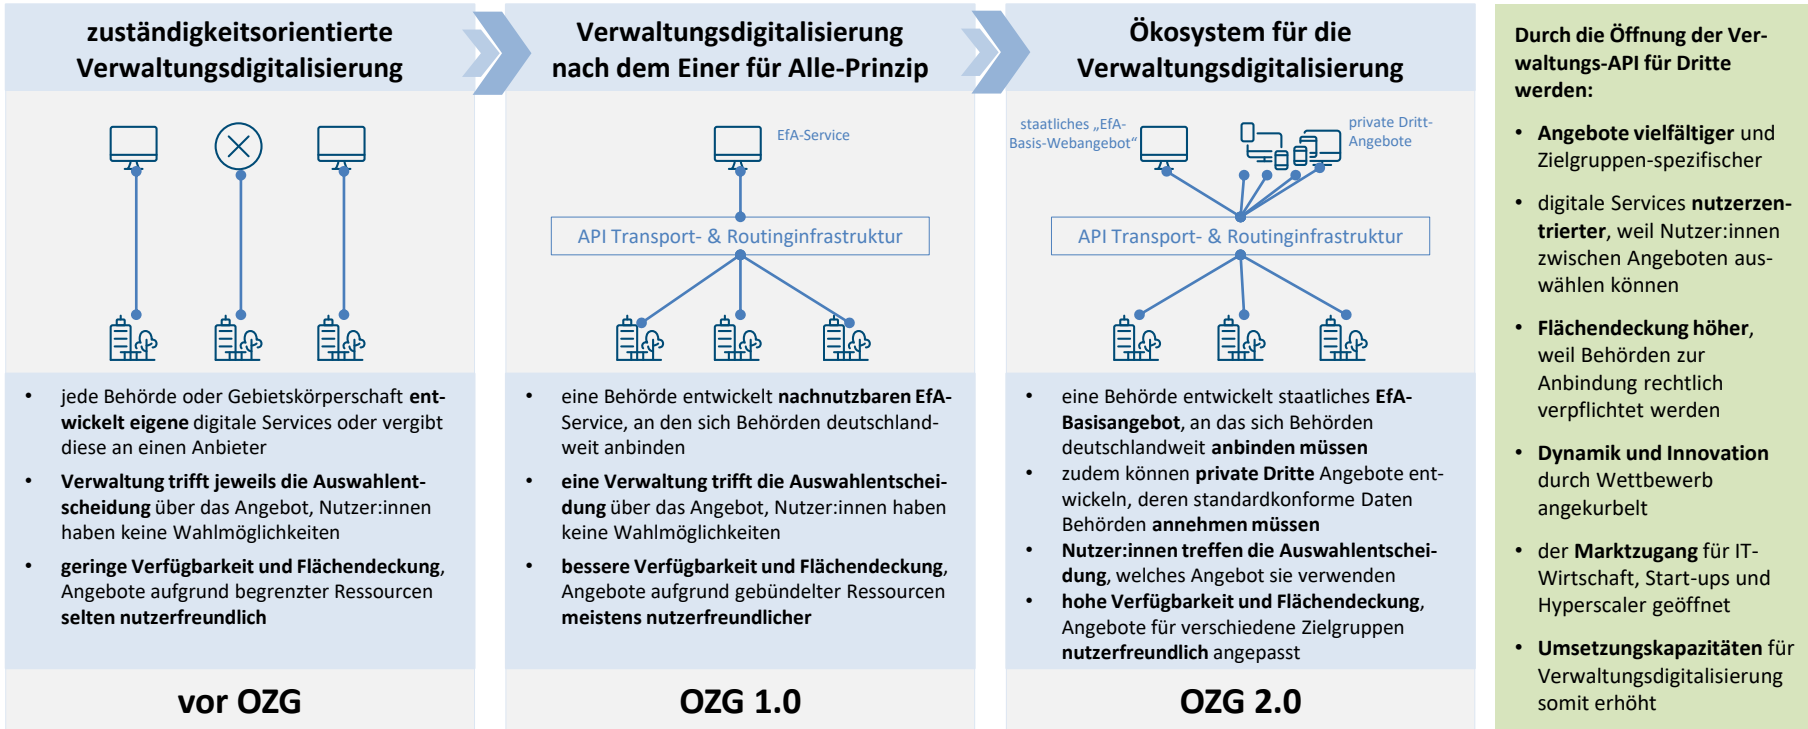 zuständigkeitsorientierte
Verwaltungsdigitalisierung
• jede Behörde oder Gebietskörperschaft ent-
wickelt eigene digitale Services oder vergibt
diese an einen Anbieter
• Verwaltung trifft jeweils die Auswahlent-
scheidung über das Angebot, Nutzer:innen
haben keine Wahlmöglichkeiten
• geringe Verfügbarkeit und Flächendeckung,
Angebote aufgrund begrenzter Ressourcen
selten nutzerfreundlich
vor OZG
Verwaltungsdigitalisierung
nach dem Einer für Alle-Prinzip
EfA-Service
API Transport- & Routinginfrastruktur
• eine Behörde entwickelt nachnutzbaren EfA-
Service, an den sich Behörden deutschland-
weit anbinden
• eine Verwaltung trifft die Auswahlentschei-
dung über das Angebot, Nutzer:innen haben
keine Wahlmöglichkeiten
• bessere Verfügbarkeit und Flächendeckung,
Angebote aufgrund gebündelter Ressourcen
meistens nutzerfreundlicher
OZG 1.0
Ökosystem für die
Verwaltungsdigitalisierung
staatliches „EfA-
Basis-Webangebot“
private Dritt-
Angebote
API Transport- & Routinginfrastruktur
• eine Behörde entwickelt staatliches EfA-
Basisangebot, an das sich Behörden
deutschlandweit anbinden müssen
• zudem können private Dritte Angebote ent-
wickeln, deren standardkonforme Daten
Behörden annehmen müssen
• Nutzer:innen treffen die Auswahlentschei-
dung, welches Angebot sie verwenden
• hohe Verfügbarkeit und Flächendeckung,
Angebote für verschiedene Zielgruppen
nutzerfreundlich angepasst
OZG 2.0
Durch die Öffnung der Ver-
waltungs-API für Dritte
werden:
• Angebote vielfältiger und
Zielgruppen-spezifischer
• digitale Services nutzerzen-
trierter, weil Nutzer:innen
zwischen Angeboten aus-
wählen können
• Flächendeckung höher,
weil Behörden zur
Anbindung rechtlich
verpflichtet werden
• Dynamik und Innovation
durch Wettbewerb
angekurbelt
• der Marktzugang für IT-
Wirtschaft, Start-ups und
Hyperscaler geöffnet
• Umsetzungskapazitäten für
Verwaltungsdigitalisierung
somit erhöht